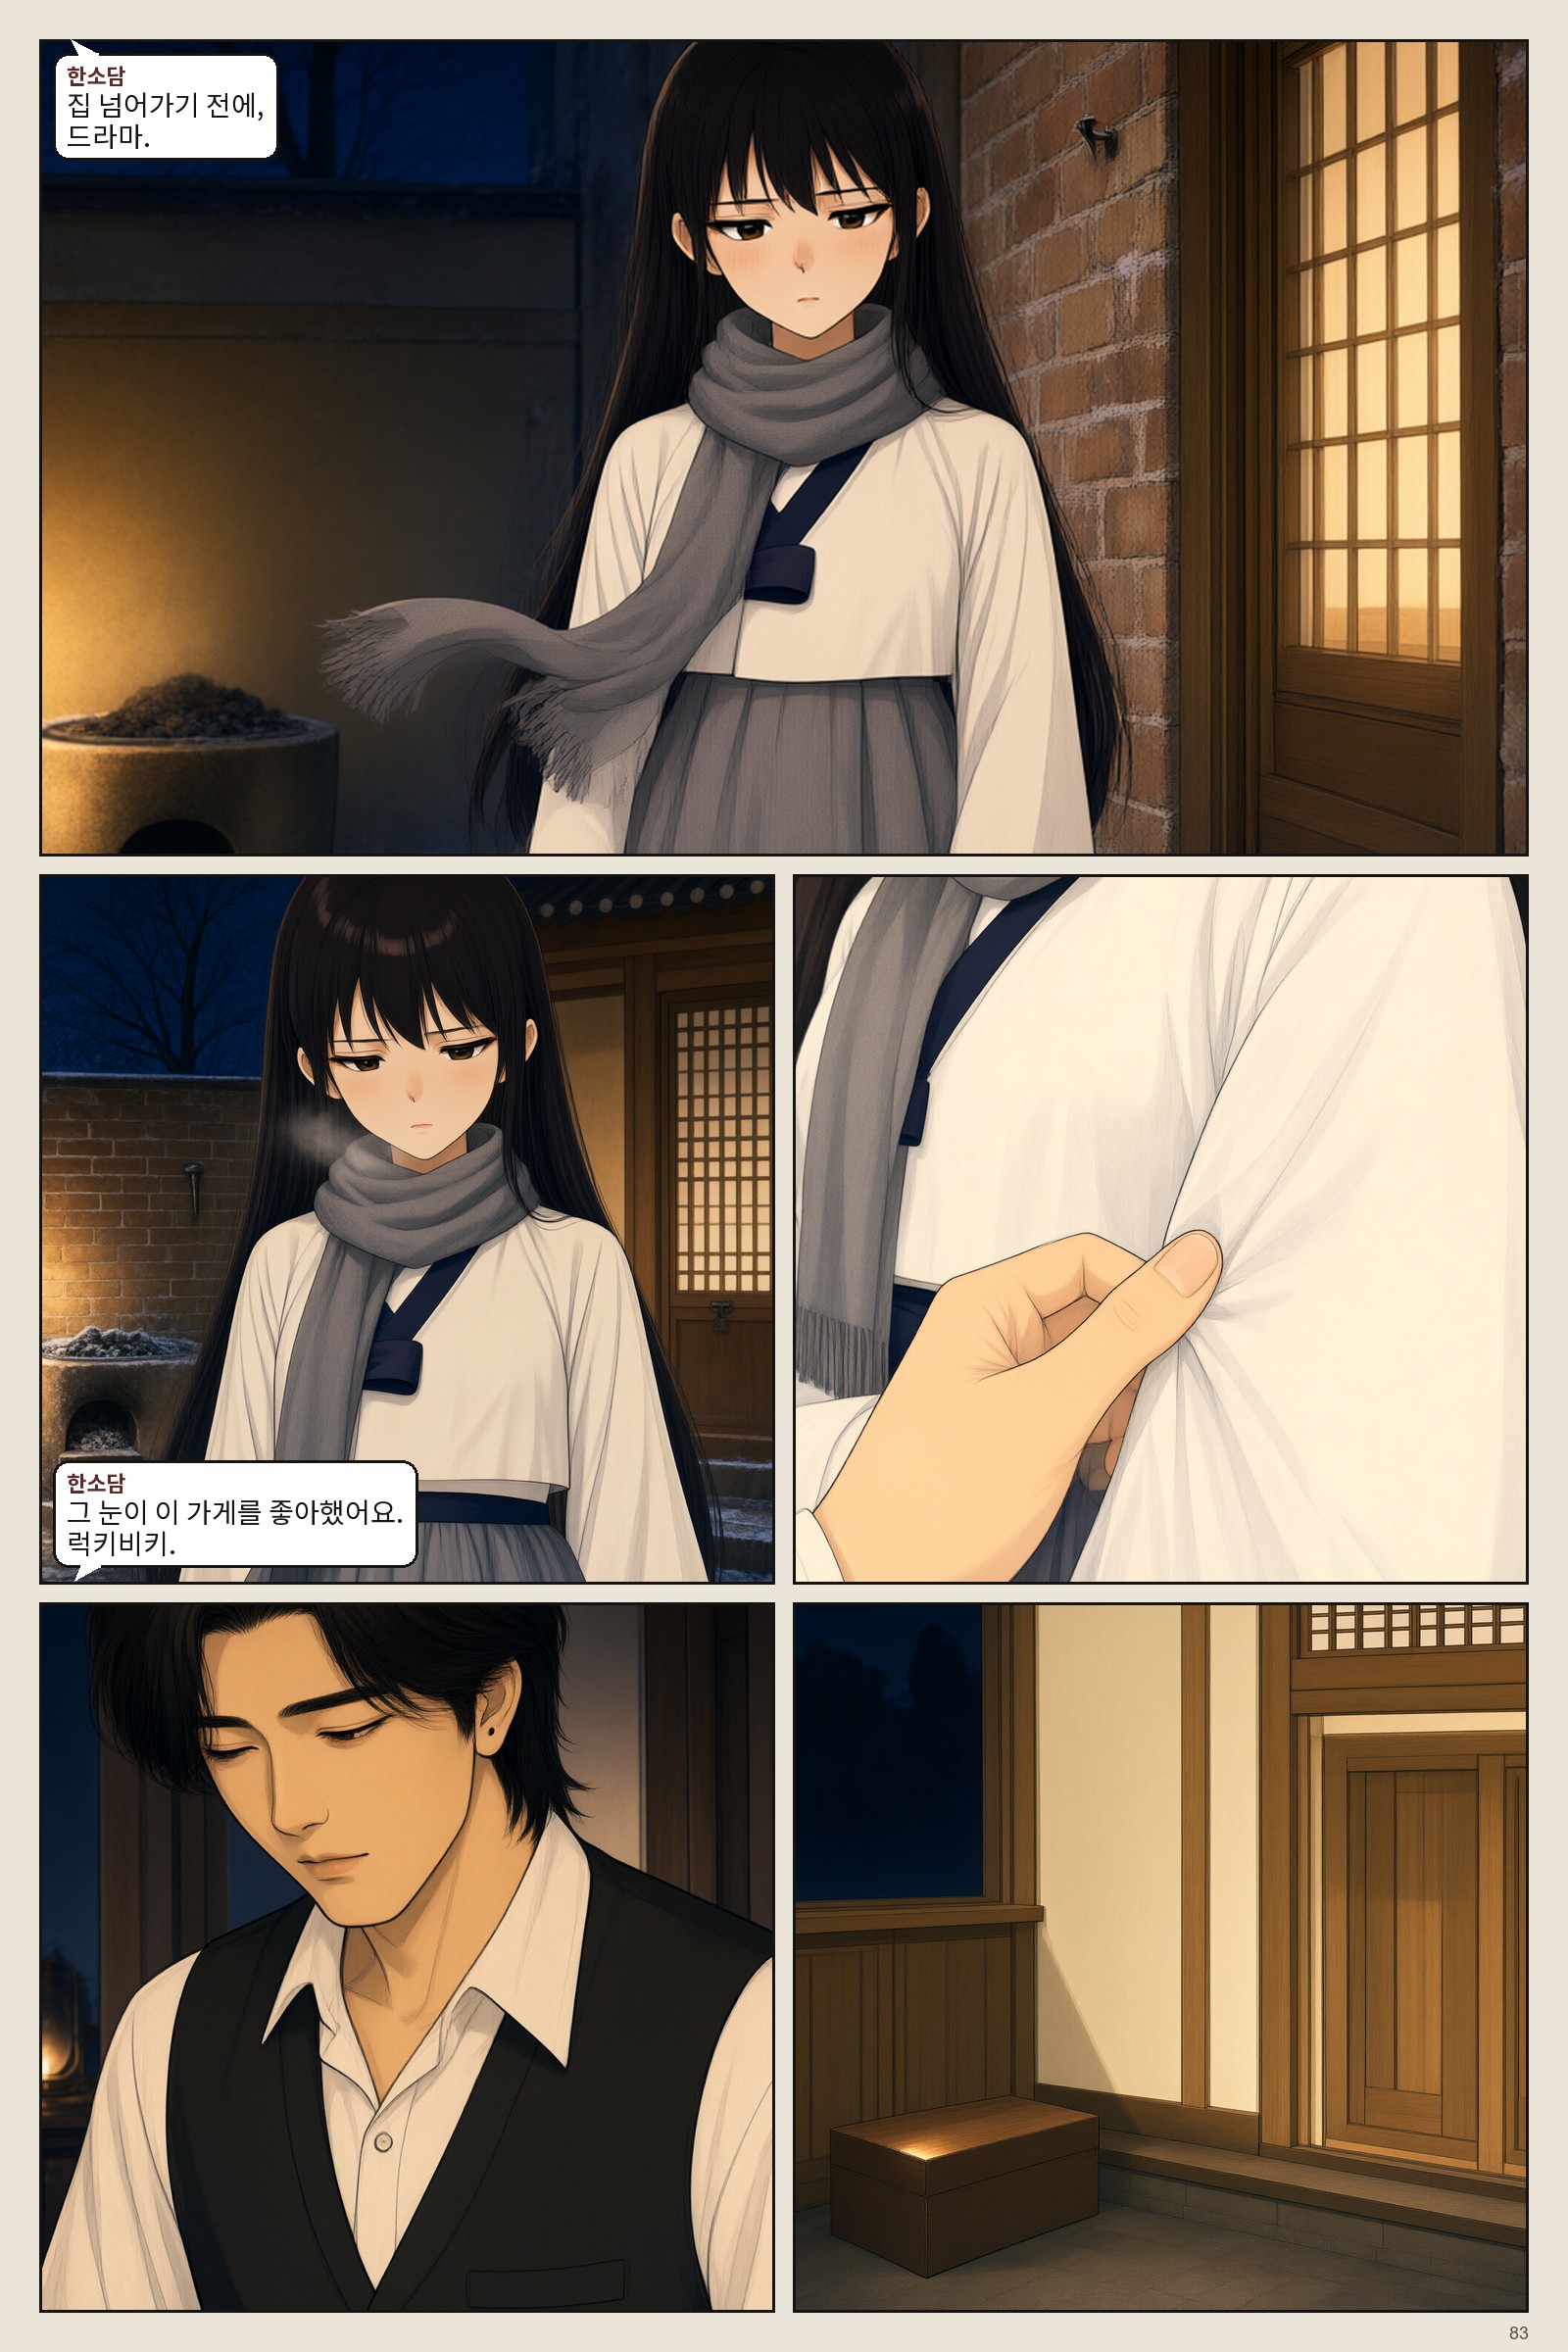 한소담
집 넘어가기 전에,
드라마.
한소담
그 눈이 이 가게를 좋아했어요.
럭키비키.
83